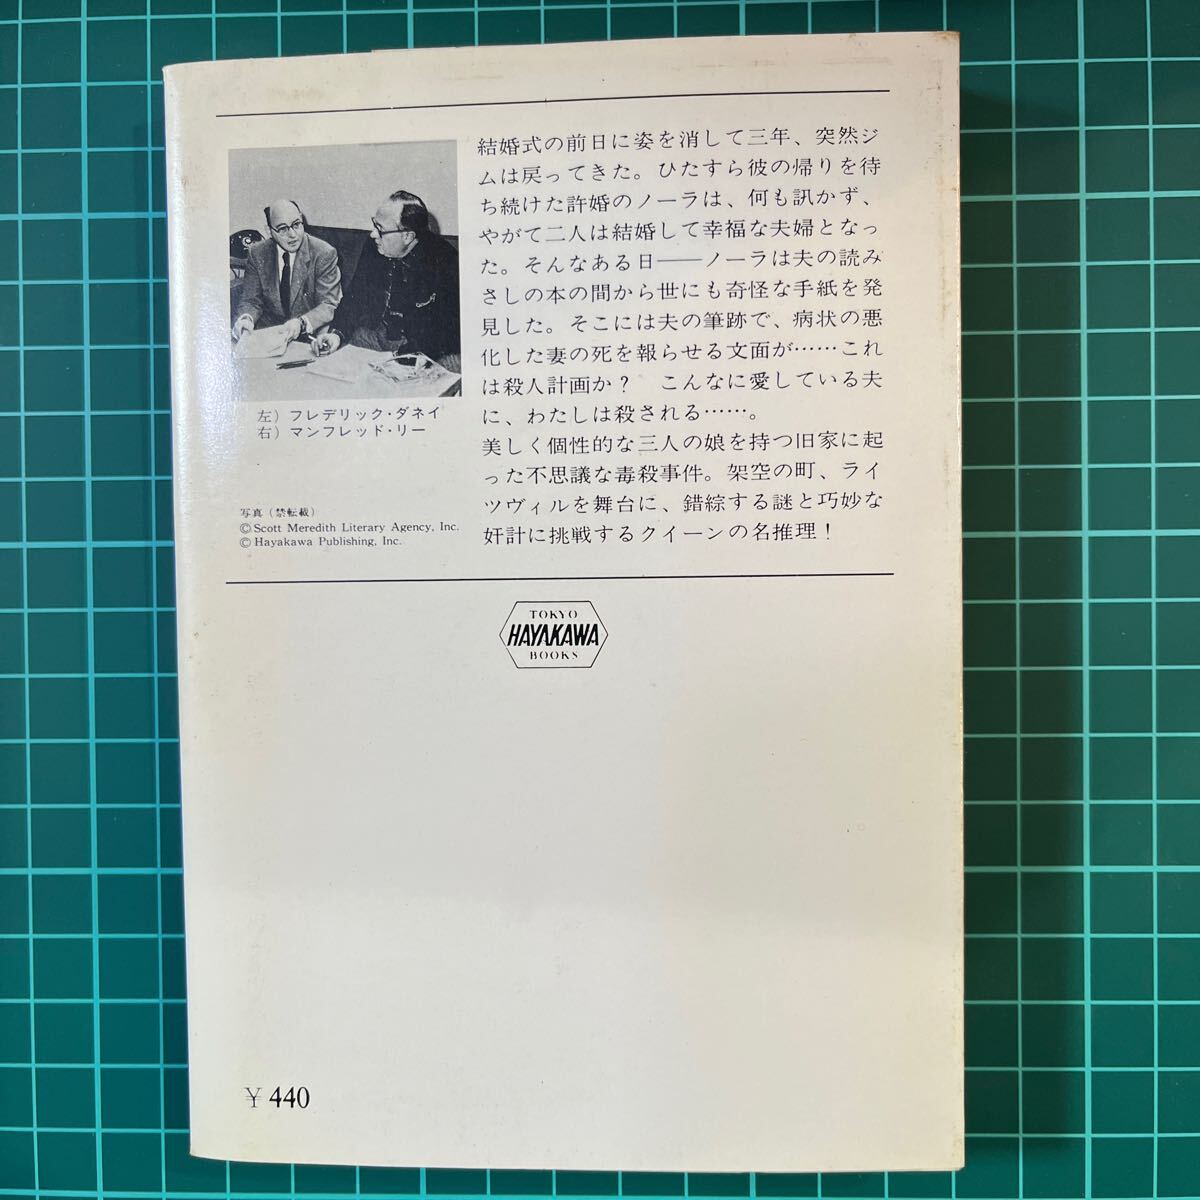 結婚式の前日に姿を消して三年、突然ジ
ムは戻ってきた。ひたすら彼の帰りを待
ち続けた許婚のノーラは、何も訊かず、
やがて二人は結婚して幸福な夫婦となっ
た。そんなある日――ノーラは夫の読み
さしの本の間から世にも奇怪な手紙を発
見した。そこには夫の筆跡で、病状の悪
化した妻の死を報らせる文面が……これ
は殺人計画か？　こんなに愛している夫
に、わたしは殺される……。
美しく個性的な三人の娘を持つ旧家に起
った不思議な毒殺事件。架空の町、ライ
ツヴィルを舞台に、錯綜する謎と巧妙な
奸計に挑戦するクイーンの名推理！
左）フレデリック・ダネイ
右）マンフレッド・リー
写真（禁転載）
© Scott Meredith Literary Agency, Inc.
© Hayakawa Publishing, Inc.
TOKYO
HAYAKAWA
BOOKS
￥440